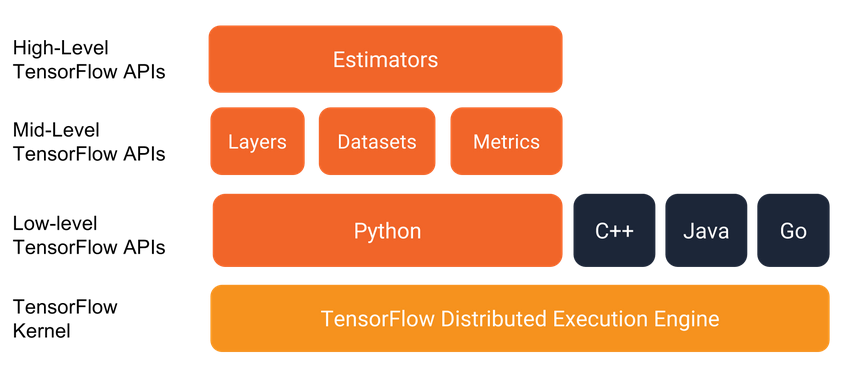 High-Level
TensorFlow APIs
Estimators
Mid-Level
TensorFlow APIs
Layers
Datasets
Metrics
Low-level
TensorFlow APIs
Python
C++
Java
Go
TensorFlow
Kernel
TensorFlow Distributed Execution Engine